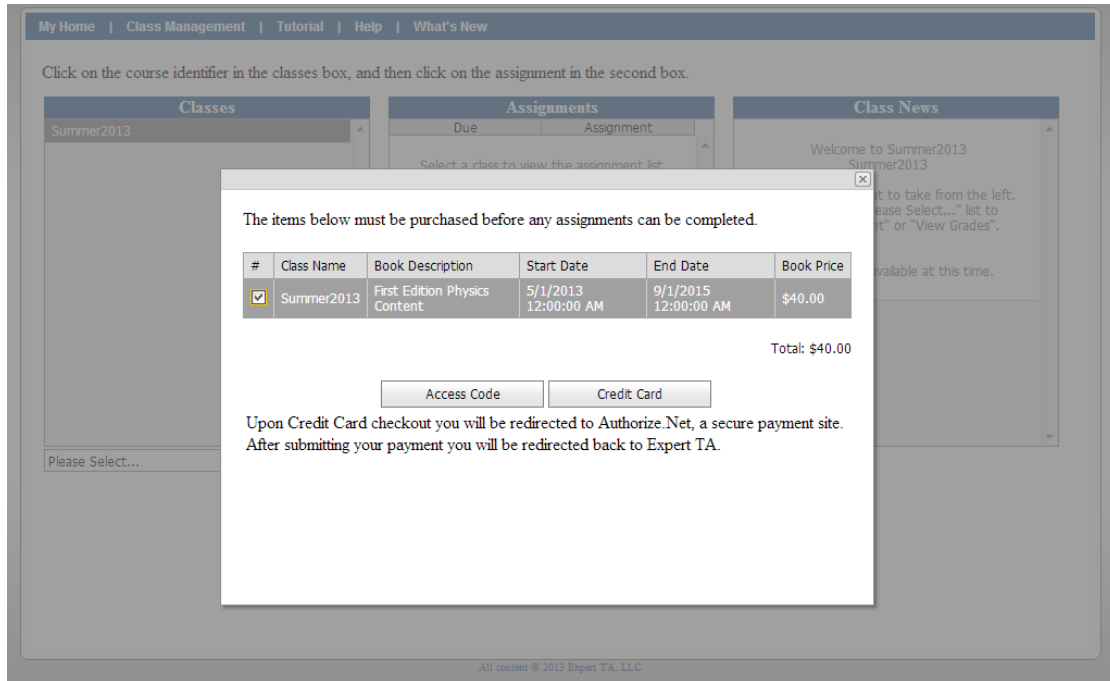 My Home | Class Management | Tutorial | Help | What's New
Click on the course identifier in the classes box, and then click on the assignment in the second box.
Classes
Assignments
Class News
Summer2013
Due Assignment
Select a class to view the assignment list
Welcome to Summer2013
Summer2013
t to take from the left.
ease Select..." list to
nt" or "View Grades".
vailable at this time.
The items below must be purchased before any assignments can be completed.
# Class Name Book Description Start Date End Date Book Price
Summer2013 First Edition Physics 5/1/2013 9/1/2015 $40.00
Content 12:00:00 AM 12:00:00 AM
Total: $40.00
Access Code Credit Card
Upon Credit Card checkout you will be redirected to Authorize.Net, a secure payment site.
After submitting your payment you will be redirected back to Expert TA.
Please Select...
All content © 2013 Expert TA, LLC